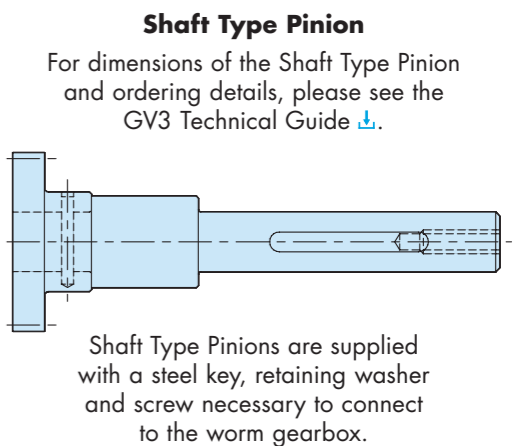 Shaft Type Pinion
For dimensions of the Shaft Type Pinion
and ordering details, please see the
GV3 Technical Guide .
Shaft Type Pinions are supplied
with a steel key, retaining washer
and screw necessary to connect
to the worm gearbox.